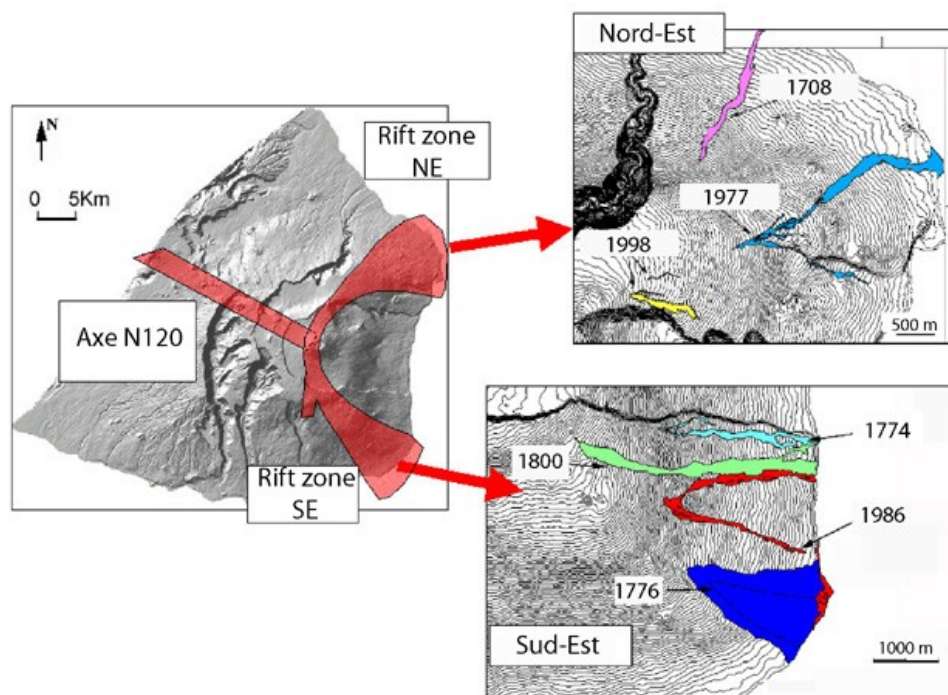 Nord-Est
1708
1977
1998
500 m
N
0 5Km
Rift zone
NE
Axe N120
Rift zone
SE
1774
1800
1986
1776
Sud-Est
1000 m